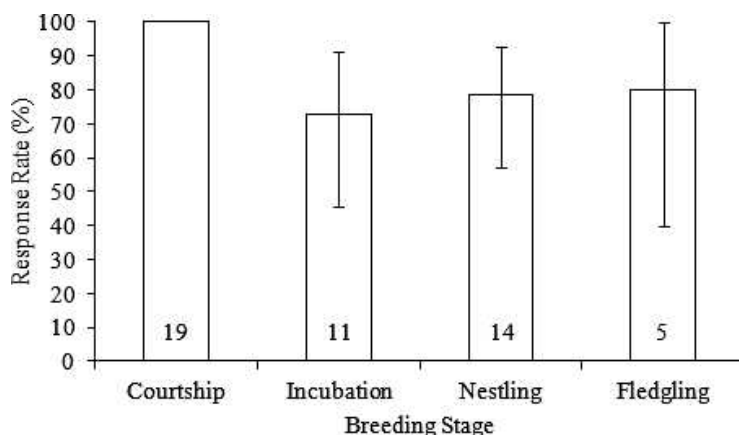 100
90
80
70
60
50
40
30
20
10
0
Response Rate (%)
19
11
14
5
Courtship
Incubation
Nestling
Fledgling
Breeding Stage